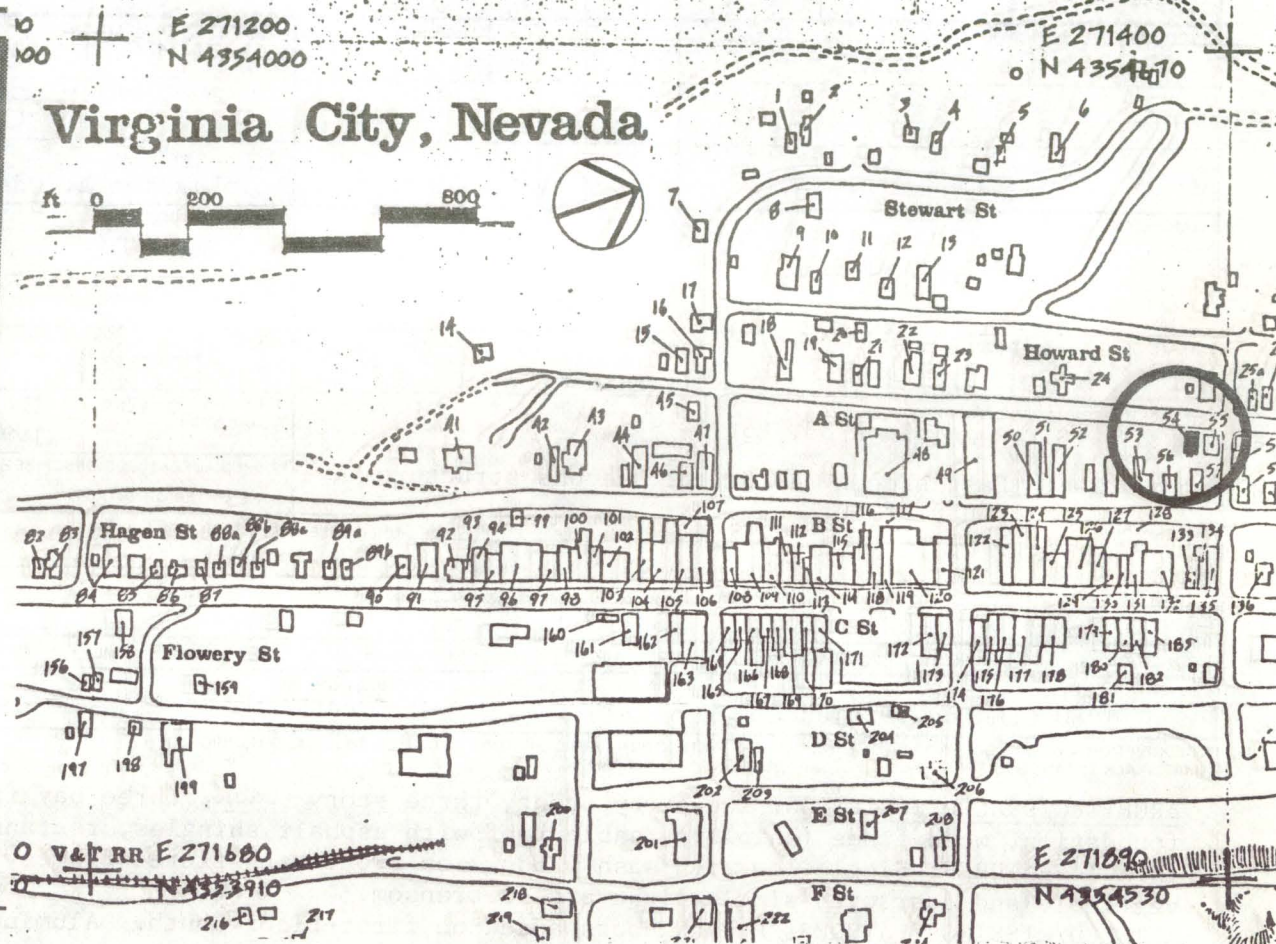 E 271200
N 4354000
E 271400
Virginia City, Nevada
ft 0 200 800
1 2 3 4 5 6
7
8
Stewart St
9 10 11 12 13
14
15 16 17
18 19 20 21 22 23
Howard St
24
25a
A1 A2 A3 44 45
46 47
A St
48 49 50 51 52 53 54 55
56 57
82 83
Hagen St
88a 88b 88c 89a 89b
92 93 94 99 100 101 102 107
B St
111 112 115 116 117
121 122 123 124 125 126 127 128
133 134
84 85 86 87
90 91 95 96 97 98 103 104 105 106
108 109 110 113 114 118 119 120
129 130 131 132 135 136
C St
157 158
156
Flowery St
159
160
161 162 163 164 165 166 167 168 169 170 171
172 173 174 175 176 177 178 179 180 181 182 183
D St
197 198 199
202 203 204 205 206
E St
200 201 207 208
V&T RR E 271680
N 4353910
E 271890
N 4354530
F St
216 217 218 219
222